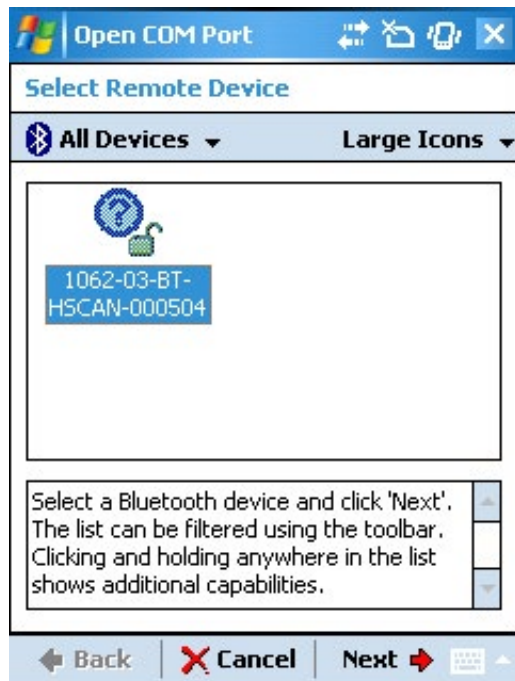 Open COM Port
Select Remote Device
All Devices
Large Icons
1062-03-BT-
HSCAN-000504
Select a Bluetooth device and click 'Next'.
The list can be filtered using the toolbar.
Clicking and holding anywhere in the list
shows additional capabilities.
Back
Cancel
Next